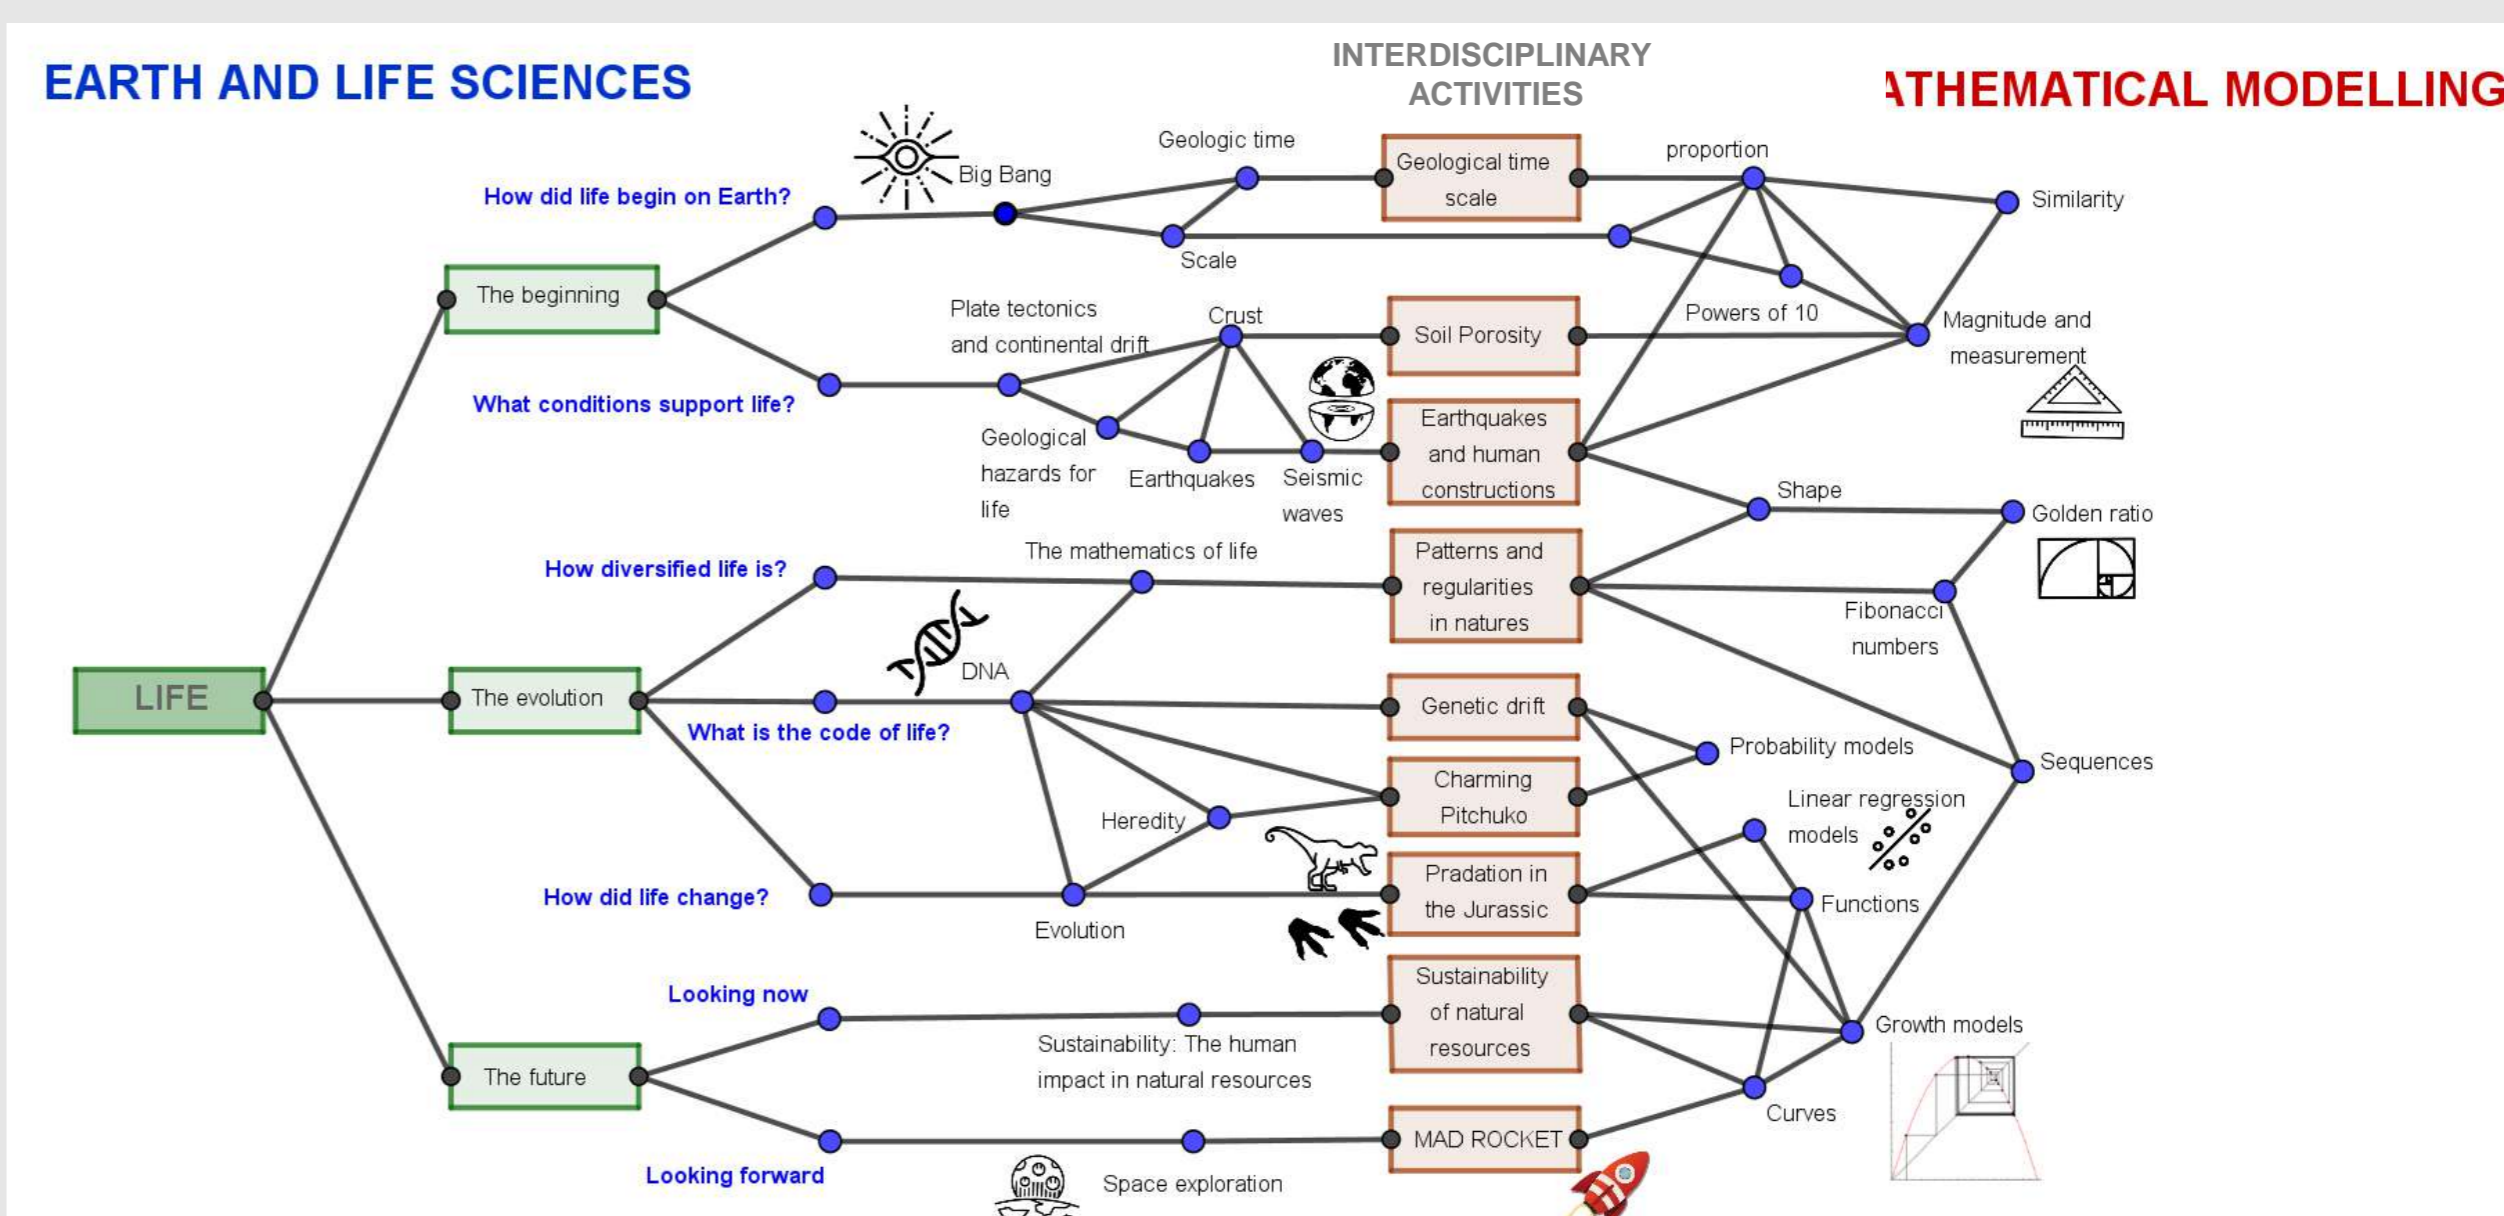 EARTH AND LIFE SCIENCES
INTERDISCIPLINARY
ACTIVITIES
ATHEMATICAL MODELLING
How did life begin on Earth?
Big Bang
Geologic time
Scale
Geological time
scale
proportion
Similarity
Powers of 10
Magnitude and
measurement
The beginning
Plate tectonics
and continental drift
Crust
Soil Porosity
What conditions support life?
Geological
hazards for
life
Earthquakes
Seismic
waves
Earthquakes
and human
constructions
Shape
Golden ratio
How diversified life is?
The mathematics of life
Patterns and
regularities
in natures
Fibonacci
numbers
LIFE
The evolution
DNA
What is the code of life?
Genetic drift
Probability models
Sequences
Charming
Pitchuko
Heredity
Linear regression
models
How did life change?
Evolution
Pradation in
the Jurassic
Functions
Looking now
Sustainability: The human
impact in natural resources
Sustainability
of natural
resources
Growth models
The future
Curves
Looking forward
Space exploration
MAD ROCKET